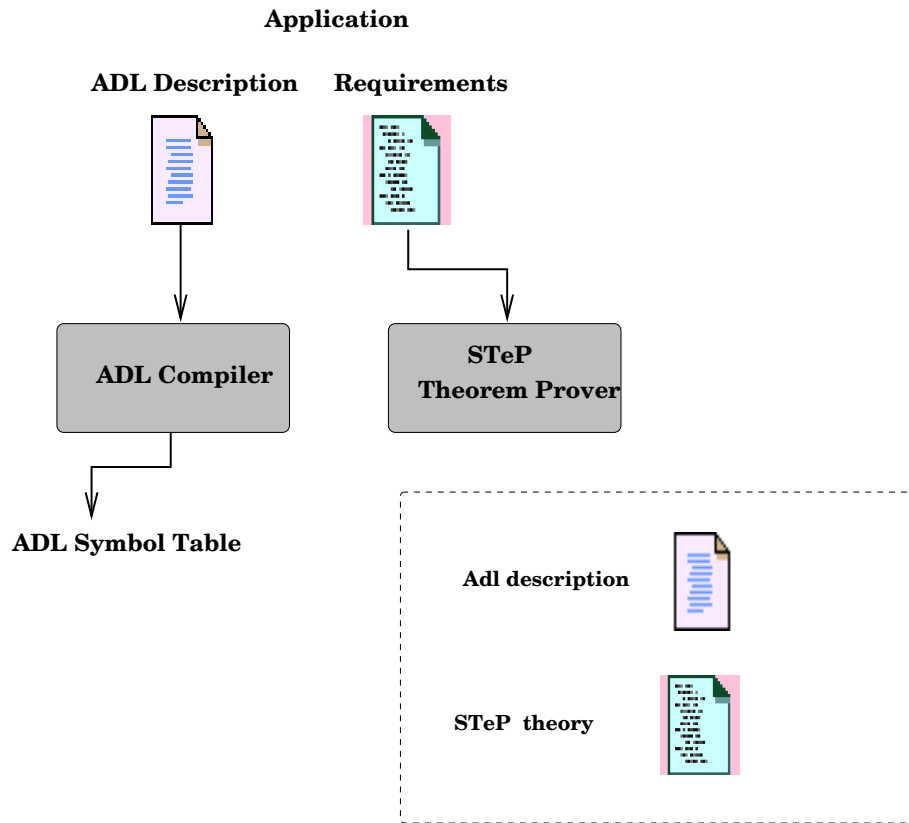 Application
ADL Description Requirements
ADL Compiler
STeP
Theorem Prover
ADL Symbol Table
Adl description
STeP theory